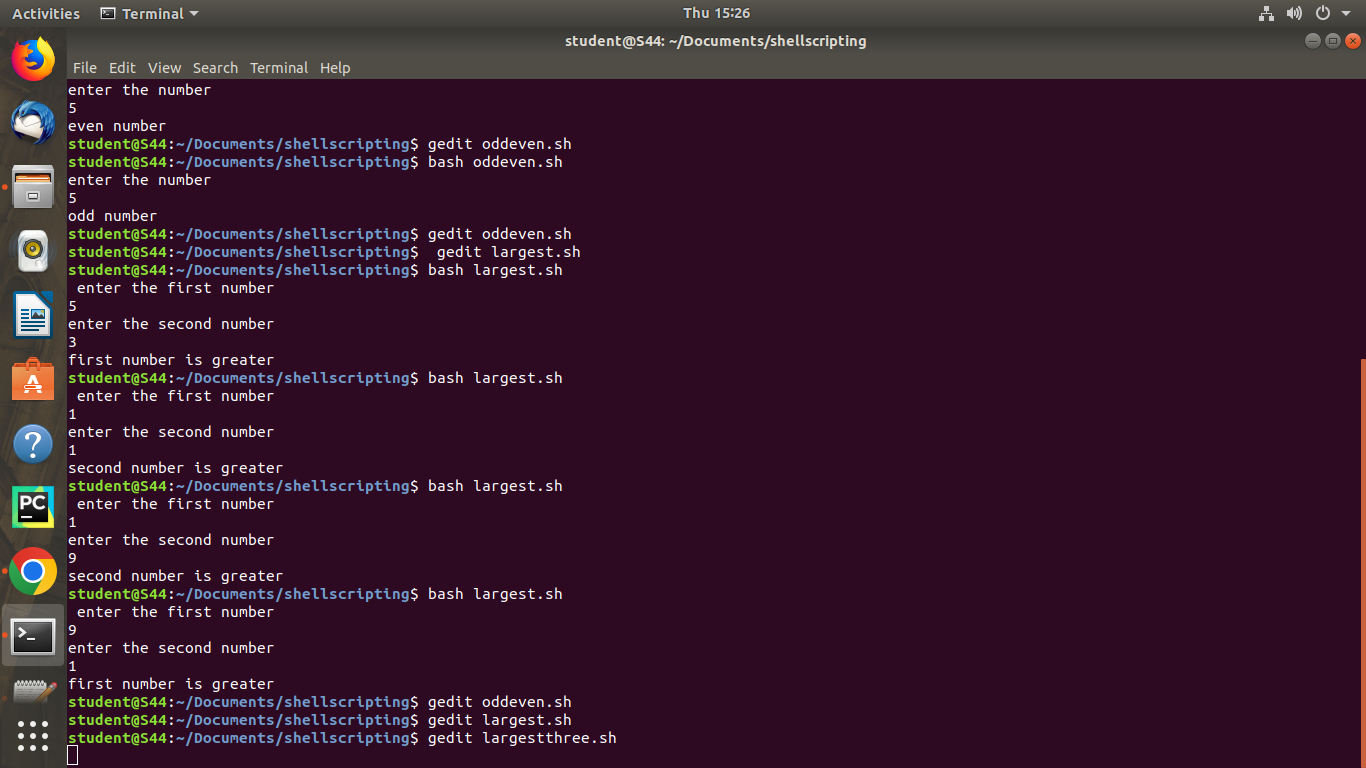 Activities Terminal Thu 15:26
student@S44: ~/Documents/shellscripting
File Edit View Search Terminal Help
enter the number
5
even number
student@S44:~/Documents/shellscripting$ gedit oddeven.sh
student@S44:~/Documents/shellscripting$ bash oddeven.sh
enter the number
5
odd number
student@S44:~/Documents/shellscripting$ gedit oddeven.sh
student@S44:~/Documents/shellscripting$  gedit largest.sh
student@S44:~/Documents/shellscripting$ bash largest.sh
 enter the first number
5
enter the second number
3
first number is greater
student@S44:~/Documents/shellscripting$ bash largest.sh
 enter the first number
1
enter the second number
1
second number is greater
student@S44:~/Documents/shellscripting$ bash largest.sh
 enter the first number
1
enter the second number
9
second number is greater
student@S44:~/Documents/shellscripting$ bash largest.sh
 enter the first number
9
enter the second number
1
first number is greater
student@S44:~/Documents/shellscripting$ gedit oddeven.sh
student@S44:~/Documents/shellscripting$ gedit largest.sh
student@S44:~/Documents/shellscripting$ gedit largestthree.sh
PC